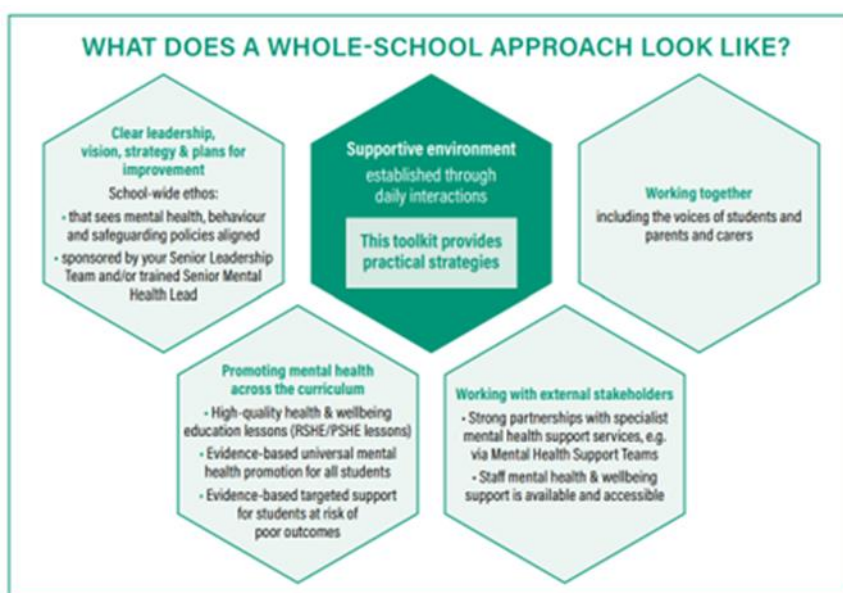 WHAT DOES A WHOLE-SCHOOL APPROACH LOOK LIKE?
Clear leadership,
vision, strategy & plans for
improvement
School-wide ethos:
• that sees mental health, behaviour
and safeguarding policies aligned
• sponsored by your Senior Leadership
Team and/or trained Senior Mental
Health Lead
Supportive environment
established through
daily interactions
This toolkit provides
practical strategies
Working together
including the voices of students and
parents and carers
Promoting mental health
across the curriculum
• High-quality health & wellbeing
education lessons (RSHE/PSHE lessons)
• Evidence-based universal mental
health promotion for all students
• Evidence-based targeted support
for students at risk of
poor outcomes
Working with external stakeholders
• Strong partnerships with specialist
mental health support services, e.g.
via Mental Health Support Teams
• Staff mental health & wellbeing
support is available and accessible